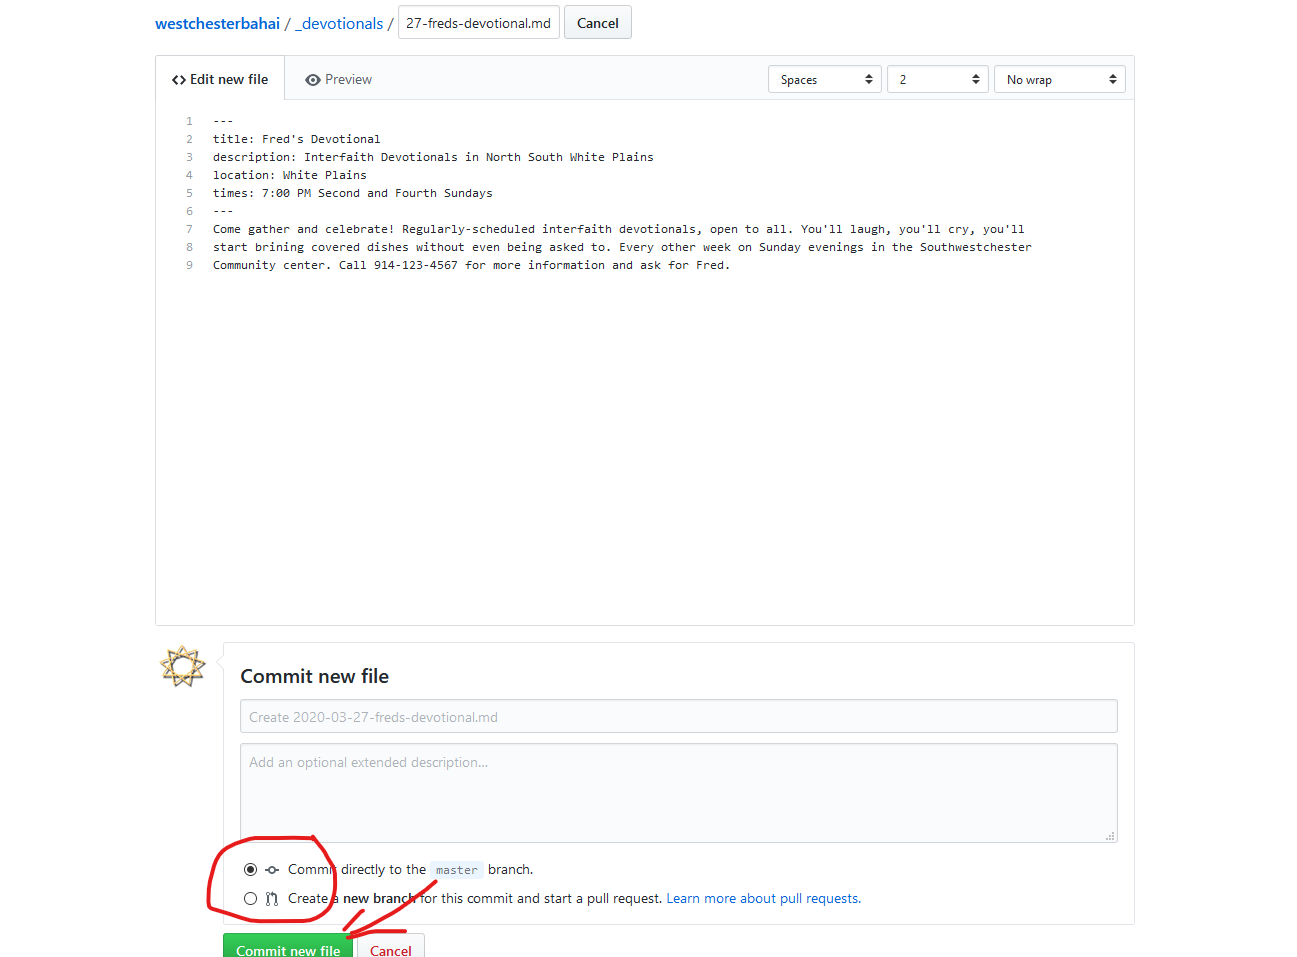 westchesterbahai / _devotionals / 27-freds-devotional.md Cancel
Edit new file Preview Spaces 2 No wrap
1 ---
2 title: Fred's Devotional
3 description: Interfaith Devotionals in North South White Plains
4 location: White Plains
5 times: 7:00 PM Second and Fourth Sundays
6 ---
7 Come gather and celebrate! Regularly-scheduled interfaith devotionals, open to all. You'll laugh, you'll cry, you'll
8 start brining covered dishes without even being asked to. Every other week on Sunday evenings in the Southwestchester
9 Community center. Call 914-123-4567 for more information and ask for Fred.
Commit new file
Create 2020-03-27-freds-devotional.md
Add an optional extended description...
Commit directly to the master branch.
Create a new branch for this commit and start a pull request. Learn more about pull requests.
Commit new file Cancel